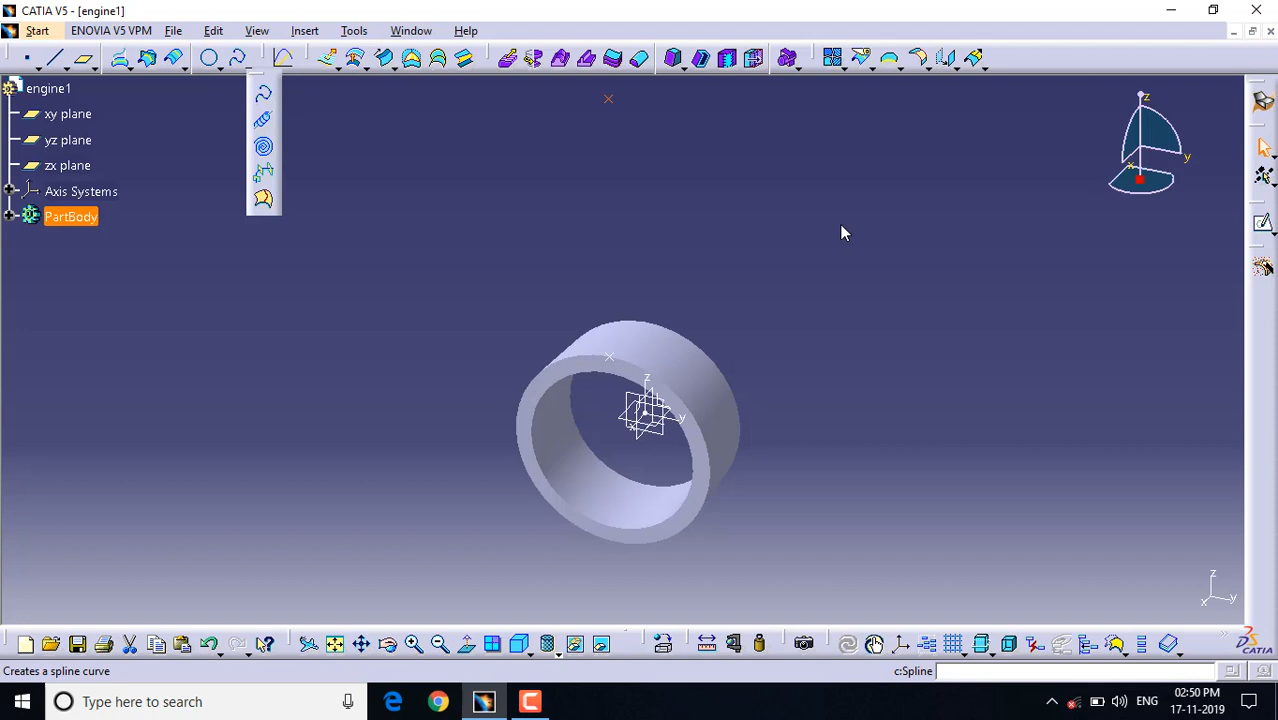 CATIA V5 - [engine1]
Start ENOVIA V5 VPM File Edit View Insert Tools Window Help
engine1
xy plane
yz plane
zx plane
Axis Systems
PartBody
z
y
x
z
y
x
z
y
x
CATIA
Creates a spline curve
c:Spline
Type here to search
ENG
02:50 PM
17-11-2019